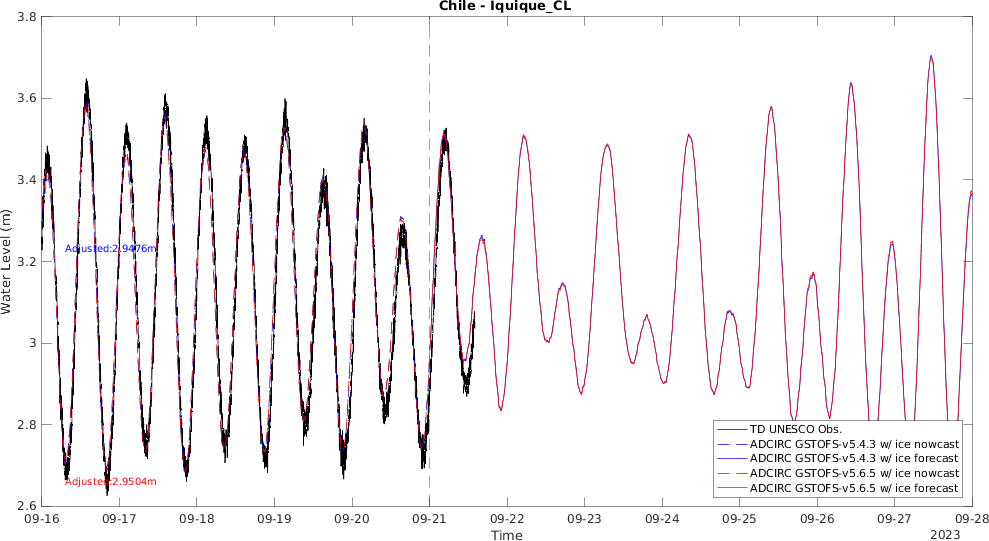 Chile - Iquique_CL
3.8
3.6
3.4
3.2
3
2.8
2.6
Water Level (m)
Adjusted:2.9476m
Adjusted:2.9504m
TD UNESCO Obs.
ADCIRC GSTOFS-v5.4.3 w/ ice nowcast
ADCIRC GSTOFS-v5.4.3 w/ ice forecast
ADCIRC GSTOFS-v5.6.5 w/ ice nowcast
ADCIRC GSTOFS-v5.6.5 w/ ice forecast
09-16 09-17 09-18 09-19 09-20 09-21 09-22 09-23 09-24 09-25 09-26 09-27 09-28
Time
2023